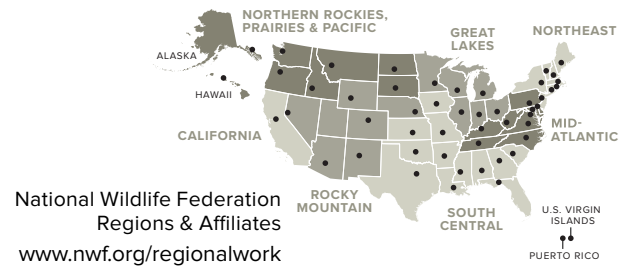 NORTHERN ROCKIES,
PRAIRIES & PACIFIC
GREAT
LAKES
NORTHEAST
ALASKA
HAWAII
CALIFORNIA
MID-
ATLANTIC
ROCKY
MOUNTAIN
SOUTH
CENTRAL
U.S. VIRGIN
ISLANDS
PUERTO RICO
National Wildlife Federation
Regions & Affiliates
www.nwf.org/regionalwork